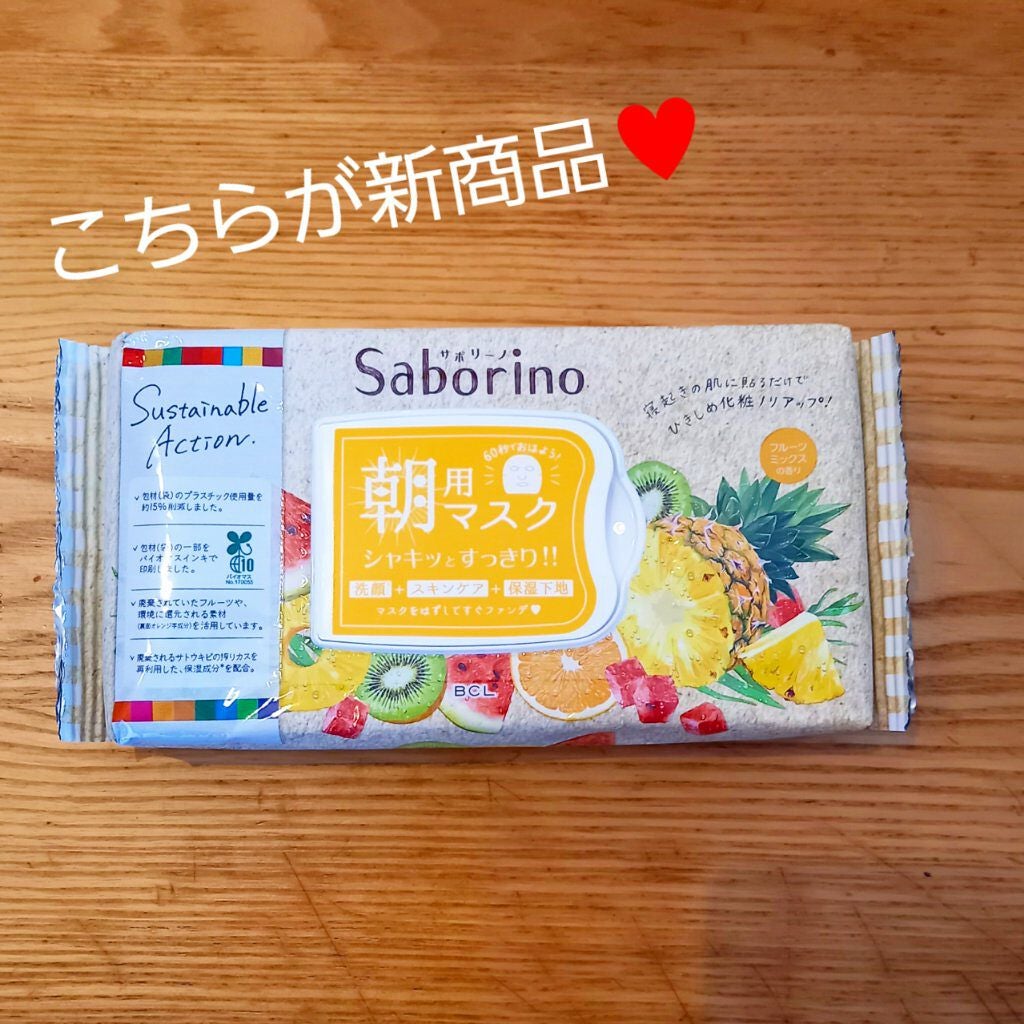 こちらが新商品♥
Sustainable
Action.
✓包材(袋)のプラスチック使用量を
約15%削減しました。
✓包材(袋)の一部を
バイオマスインキで
印刷しました。
10
バイオマス
No.170055
✓廃棄されていたフルーツや、
環境に還元される素材
を活用しています。
✓廃棄されるサトウキビの搾りカスを
再利用した、保湿成分*を配合。
サボリーノ
Saborino
寝起きの肌に貼るだけで
ひきしめ化粧ノリアップ!
フルーツ
ミックス
の香り
60秒でおはよう!
朝用
マスク
シャキッとすっきり!!
洗顔+スキンケア+保湿下地
マスクをはずしてすぐファンデ♥
BCL